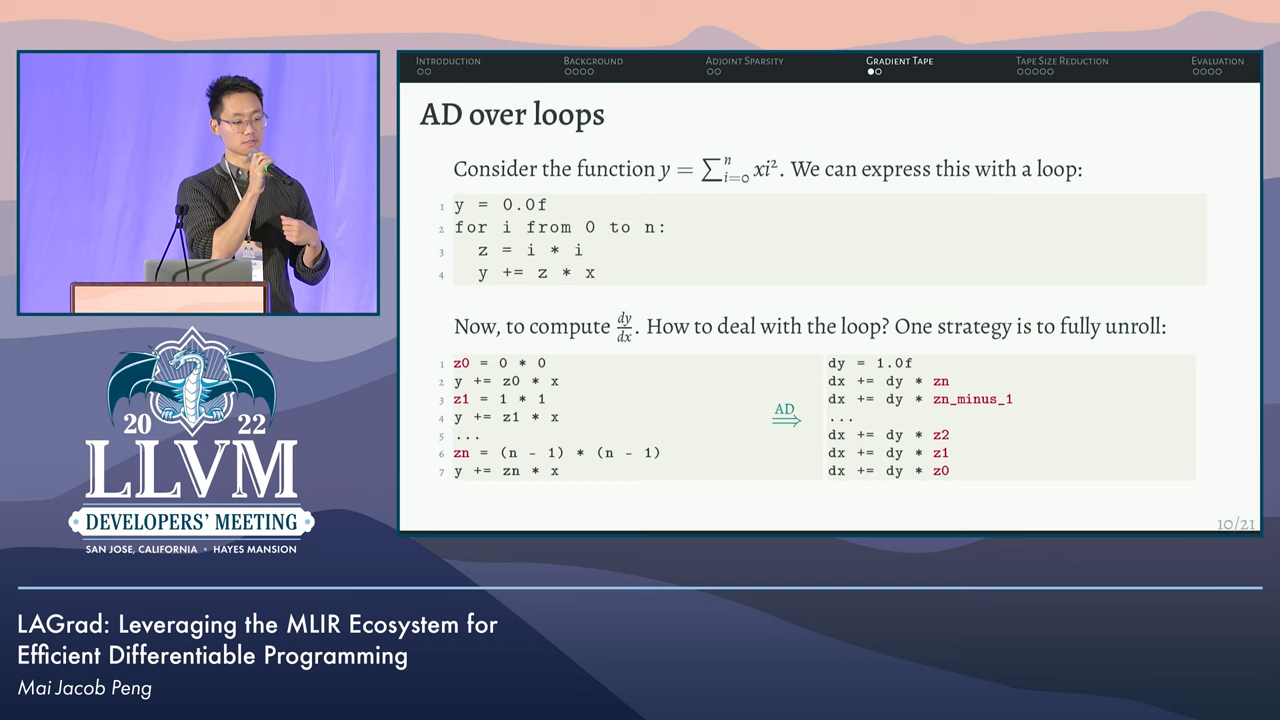 INTRODUCTION
BACKGROUND
ADJOINT SPARSITY
GRADIENT TAPE
TAPE SIZE REDUCTION
EVALUATION
AD over loops
Consider the function y = ∑ⁿᵢ₌₀ xi². We can express this with a loop:
1 y = 0.0f
2 for i from 0 to n:
3 z = i * i
4 y += z * x
Now, to compute dy/dx. How to deal with the loop? One strategy is to fully unroll:
1 z0 = 0 * 0
2 y += z0 * x
3 z1 = 1 * 1
4 y += z1 * x
5 ...
6 zn = (n - 1) * (n - 1)
7 y += zn * x
AD
dy = 1.0f
dx += dy * zn
dx += dy * zn_minus_1
...
dx += dy * z2
dx += dy * z1
dx += dy * z0
10/21
20 22
LLVM
DEVELOPERS' MEETING
SAN JOSE, CALIFORNIA • HAYES MANSION
LAGrad: Leveraging the MLIR Ecosystem for
Efficient Differentiable Programming
Mai Jacob Peng